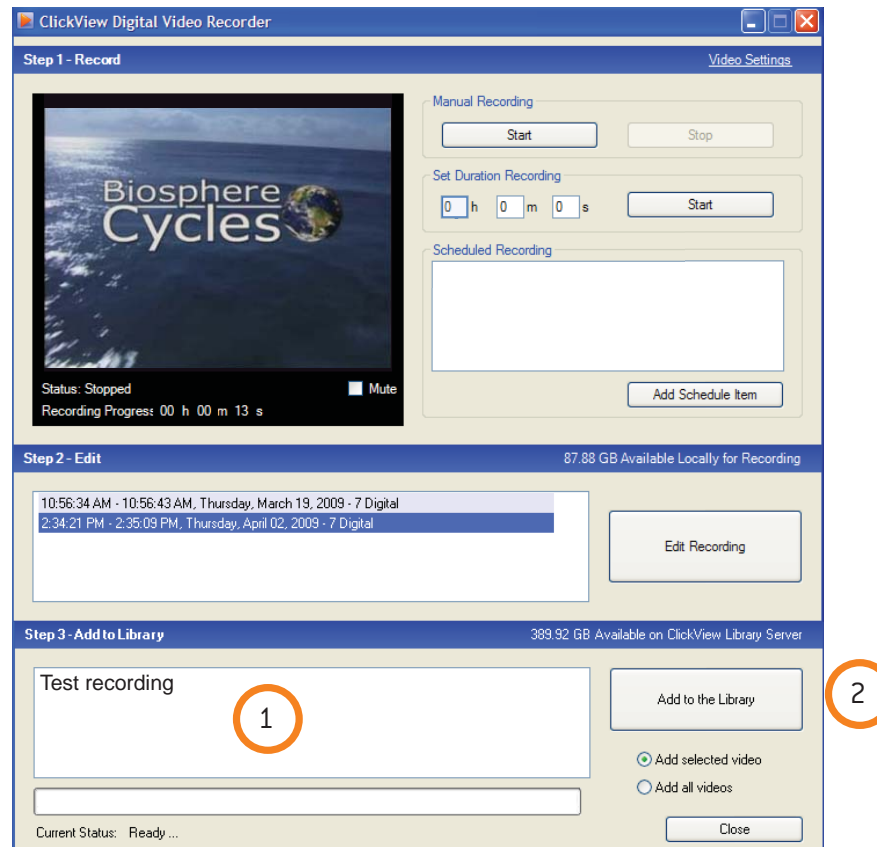 ClickView Digital Video Recorder
Step 1 - Record
Video Settings
Biosphere
Cycles
Status: Stopped
Mute
Recording Progress: 00 h 00 m 13 s
Manual Recording
Start
Stop
Set Duration Recording
0 h 0 m 0 s
Start
Scheduled Recording
Add Schedule Item
Step 2 - Edit
87.88 GB Available Locally for Recording
10:56:34 AM - 10:56:43 AM, Thursday, March 19, 2009 - 7 Digital
2:34:21 PM - 2:35:09 PM, Thursday, April 02, 2009 - 7 Digital
Edit Recording
Step 3 - Add to Library
389.92 GB Available on ClickView Library Server
Test recording
1
Add to the Library
2
Add selected video
Add all videos
Current Status: Ready ...
Close